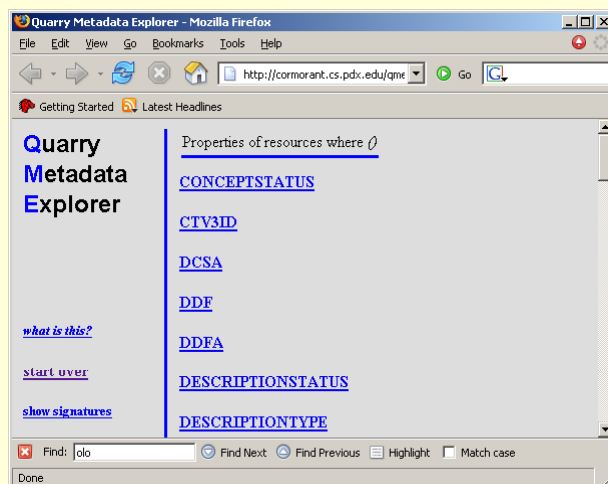 Quarry Metadata Explorer - Mozilla Firefox
File Edit View Go Bookmarks Tools Help
http://cormorant.cs.pdx.edu/qme Go G
Getting Started Latest Headlines
Quarry
Metadata
Explorer
what is this?
start over
show signatures
Properties of resources where ()
CONCEPTSTATUS
CTV3ID
DCSA
DDF
DDFA
DESCRIPTIONSTATUS
DESCRIPTIONTYPE
Find: olo Find Next Find Previous Highlight Match case
Done